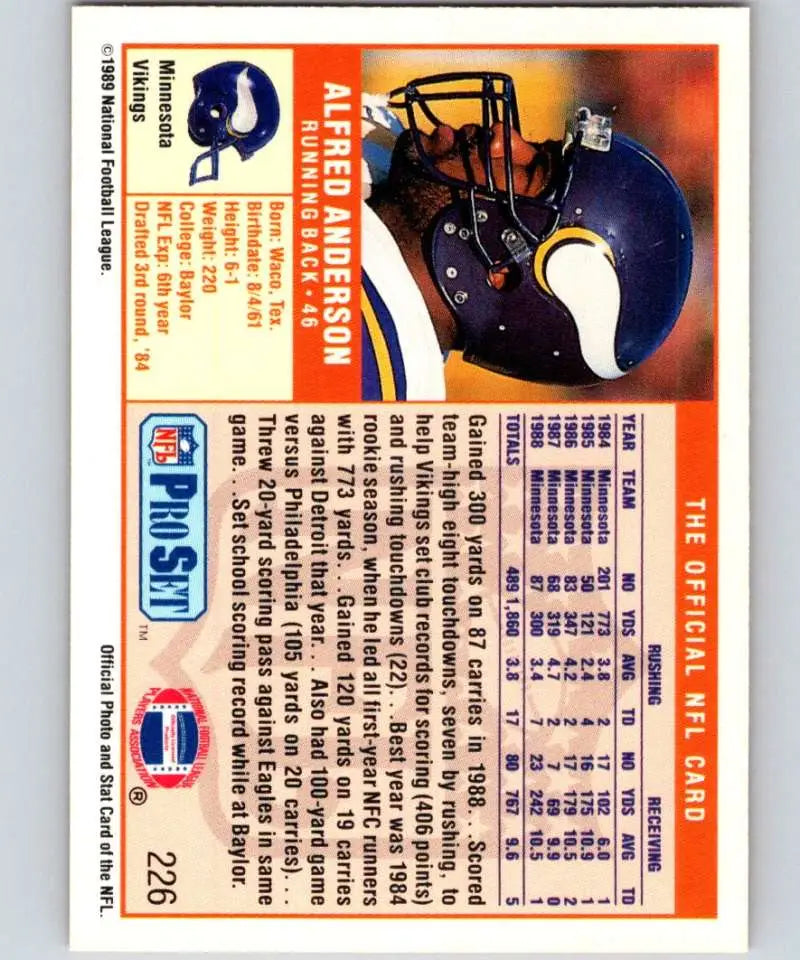 THE OFFICIAL NFL CARD
ALFRED ANDERSON
RUNNING BACK • 46
Minnesota
Vikings
Born: Waco, Tex.
Birthdate: 8/4/61
Height: 6-1
Weight: 220
College: Baylor
NFL Exp: 6th year
Drafted 3rd round, '84
RUSHING RECEIVING
YEAR TEAM NO YDS AVG TD NO YDS AVG TD
1984 Minnesota 201 773 3.8 2 17 102 6.0 1
1985 Minnesota 50 121 2.4 4 16 175 10.9 1
1986 Minnesota 83 347 4.2 2 17 179 10.5 2
1987 Minnesota 68 319 4.7 2 7 69 9.9 0
1988 Minnesota 87 300 3.4 7 23 242 10.5 1
TOTALS 489 1,860 3.8 17 80 767 9.6 5
Gained 300 yards on 87 carries in 1988. . .Scored
team-high eight touchdowns, seven by rushing, to
help Vikings set club records for scoring (406 points)
and rushing touchdowns (22). . .Best year was 1984
rookie season, when he led all first-year NFC runners
with 773 yards. . .Gained 120 yards on 19 carries
against Detroit that year. . .Also had 100-yard game
versus Philadelphia (105 yards on 20 carries). . .
Threw 20-yard scoring pass against Eagles in same
game. . .Set school scoring record while at Baylor.
NFL PRO SET ™
NATIONAL FOOTBALL LEAGUE
PLAYERS ASSOCIATION ®
226
©1989 National Football League.
Official Photo and Stat Card of the NFL.